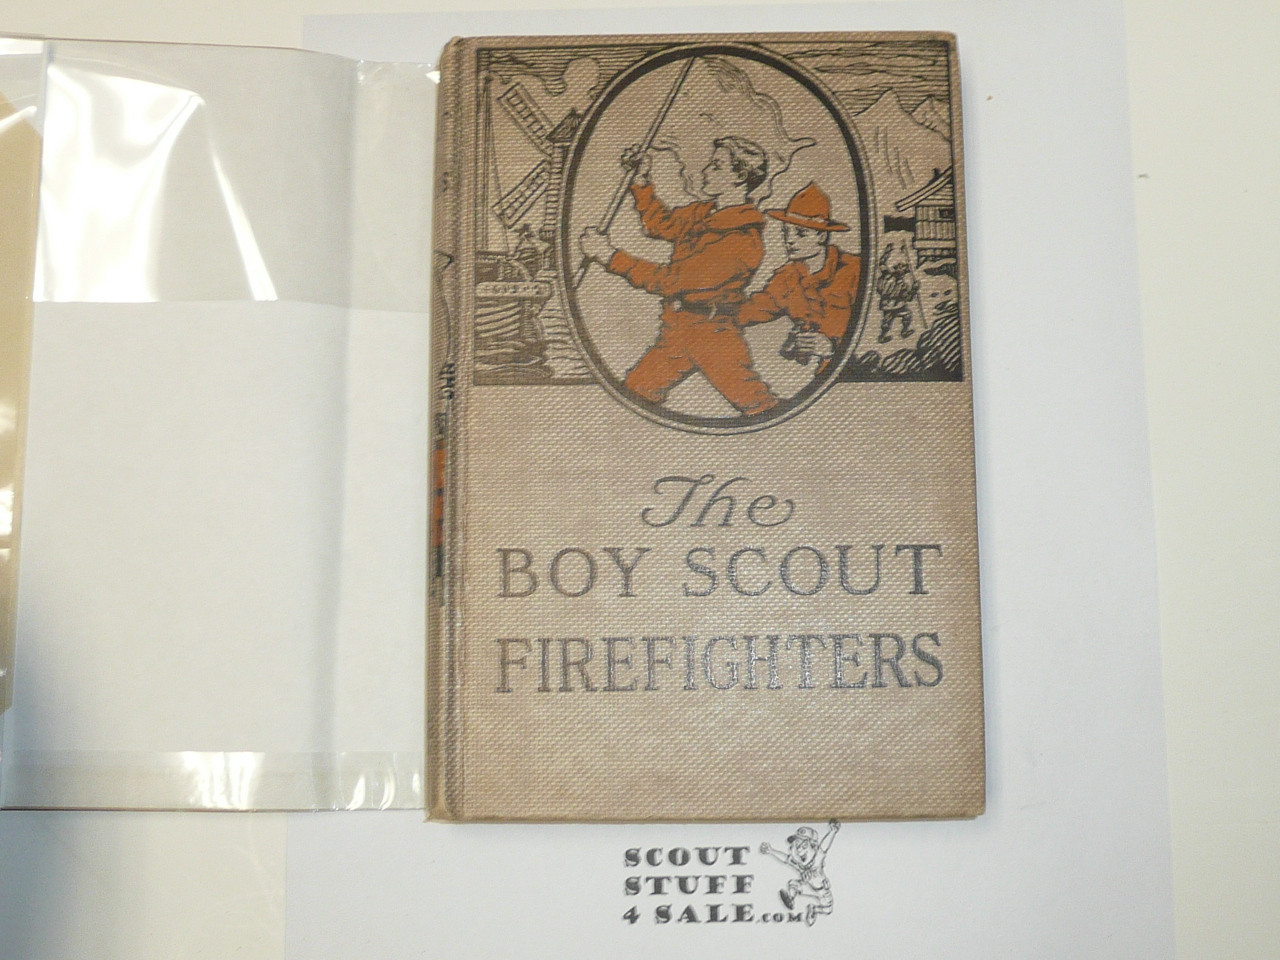 The
BOY SCOUT
FIREFIGHTERS
SCOUT
STUFF
4 SALE.COM